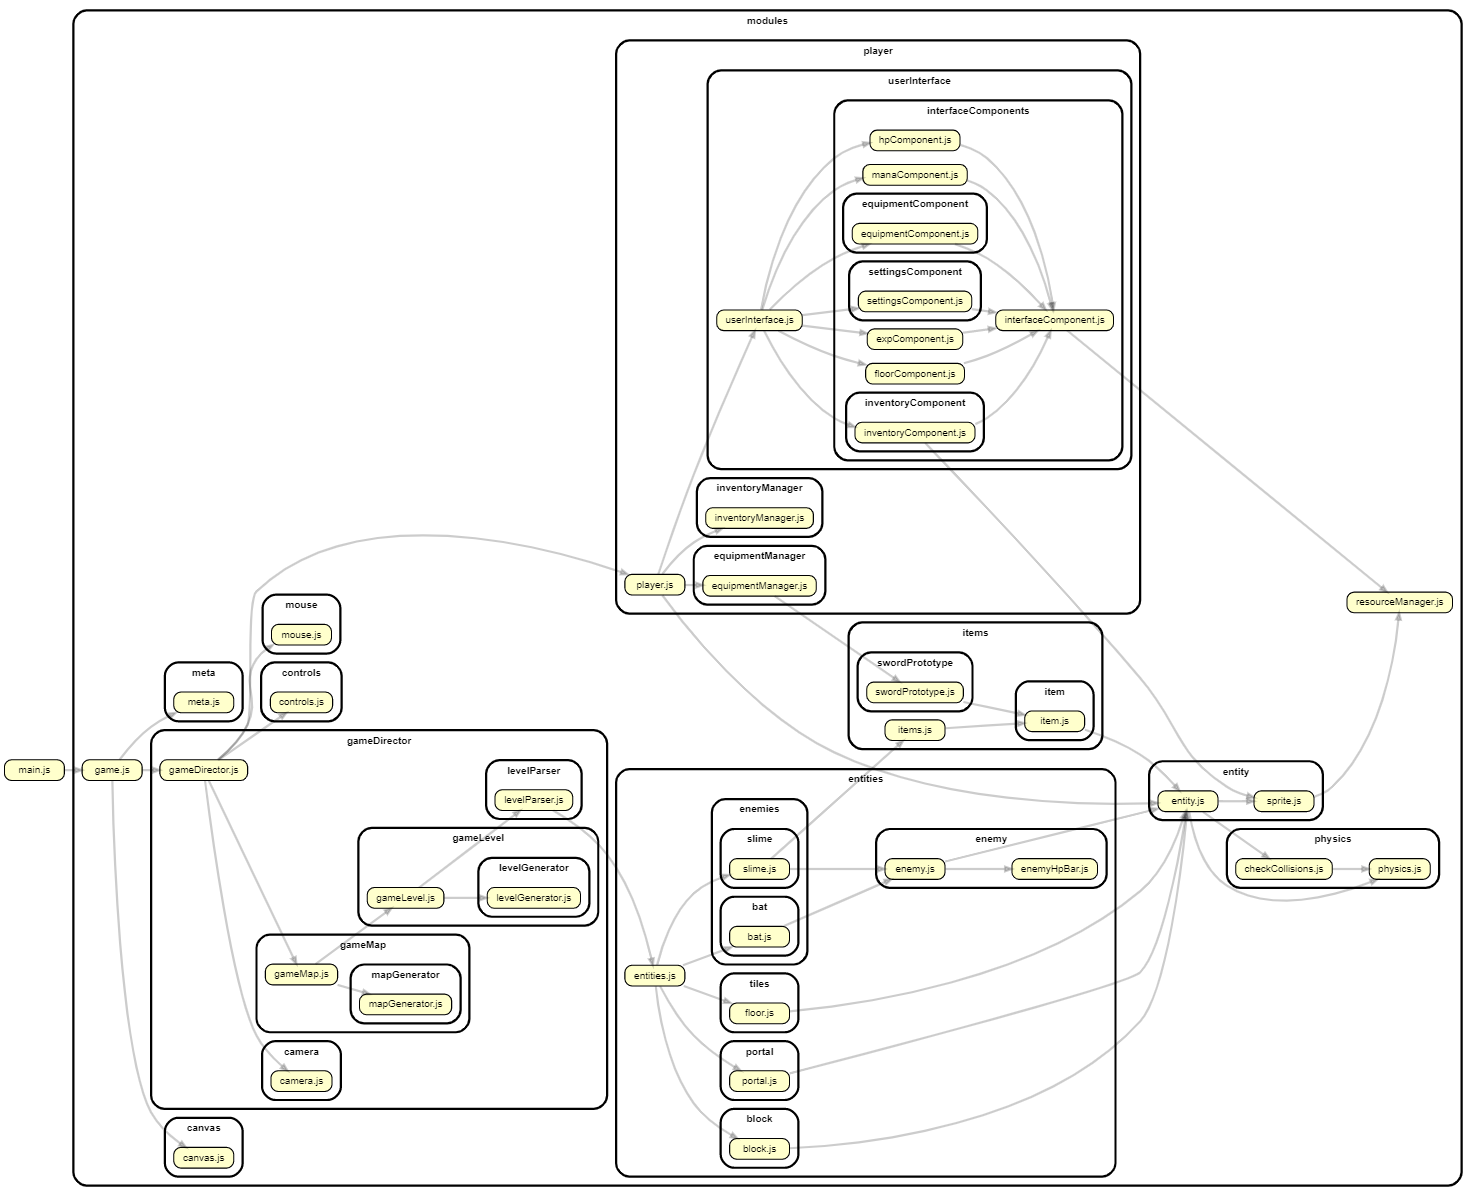 modules
player
userInterface
interfaceComponents
hpComponent.js
manaComponent.js
equipmentComponent
equipmentComponent.js
settingsComponent
settingsComponent.js
userInterface.js
interfaceComponent.js
expComponent.js
floorComponent.js
inventoryComponent
inventoryComponent.js
inventoryManager
inventoryManager.js
equipmentManager
player.js
equipmentManager.js
resourceManager.js
mouse
mouse.js
items
meta
controls
swordPrototype
meta.js
controls.js
swordPrototype.js
item
item.js
items.js
gameDirector
main.js
game.js
gameDirector.js
levelParser
levelParser.js
entities
entity
entity.js
sprite.js
enemies
gameLevel
slime
enemy
physics
levelGenerator
slime.js
enemy.js
enemyHpBar.js
checkCollisions.js
physics.js
gameLevel.js
levelGenerator.js
bat
bat.js
gameMap
gameMap.js
mapGenerator
mapGenerator.js
entities.js
tiles
floor.js
camera
camera.js
portal
portal.js
block
block.js
canvas
canvas.js